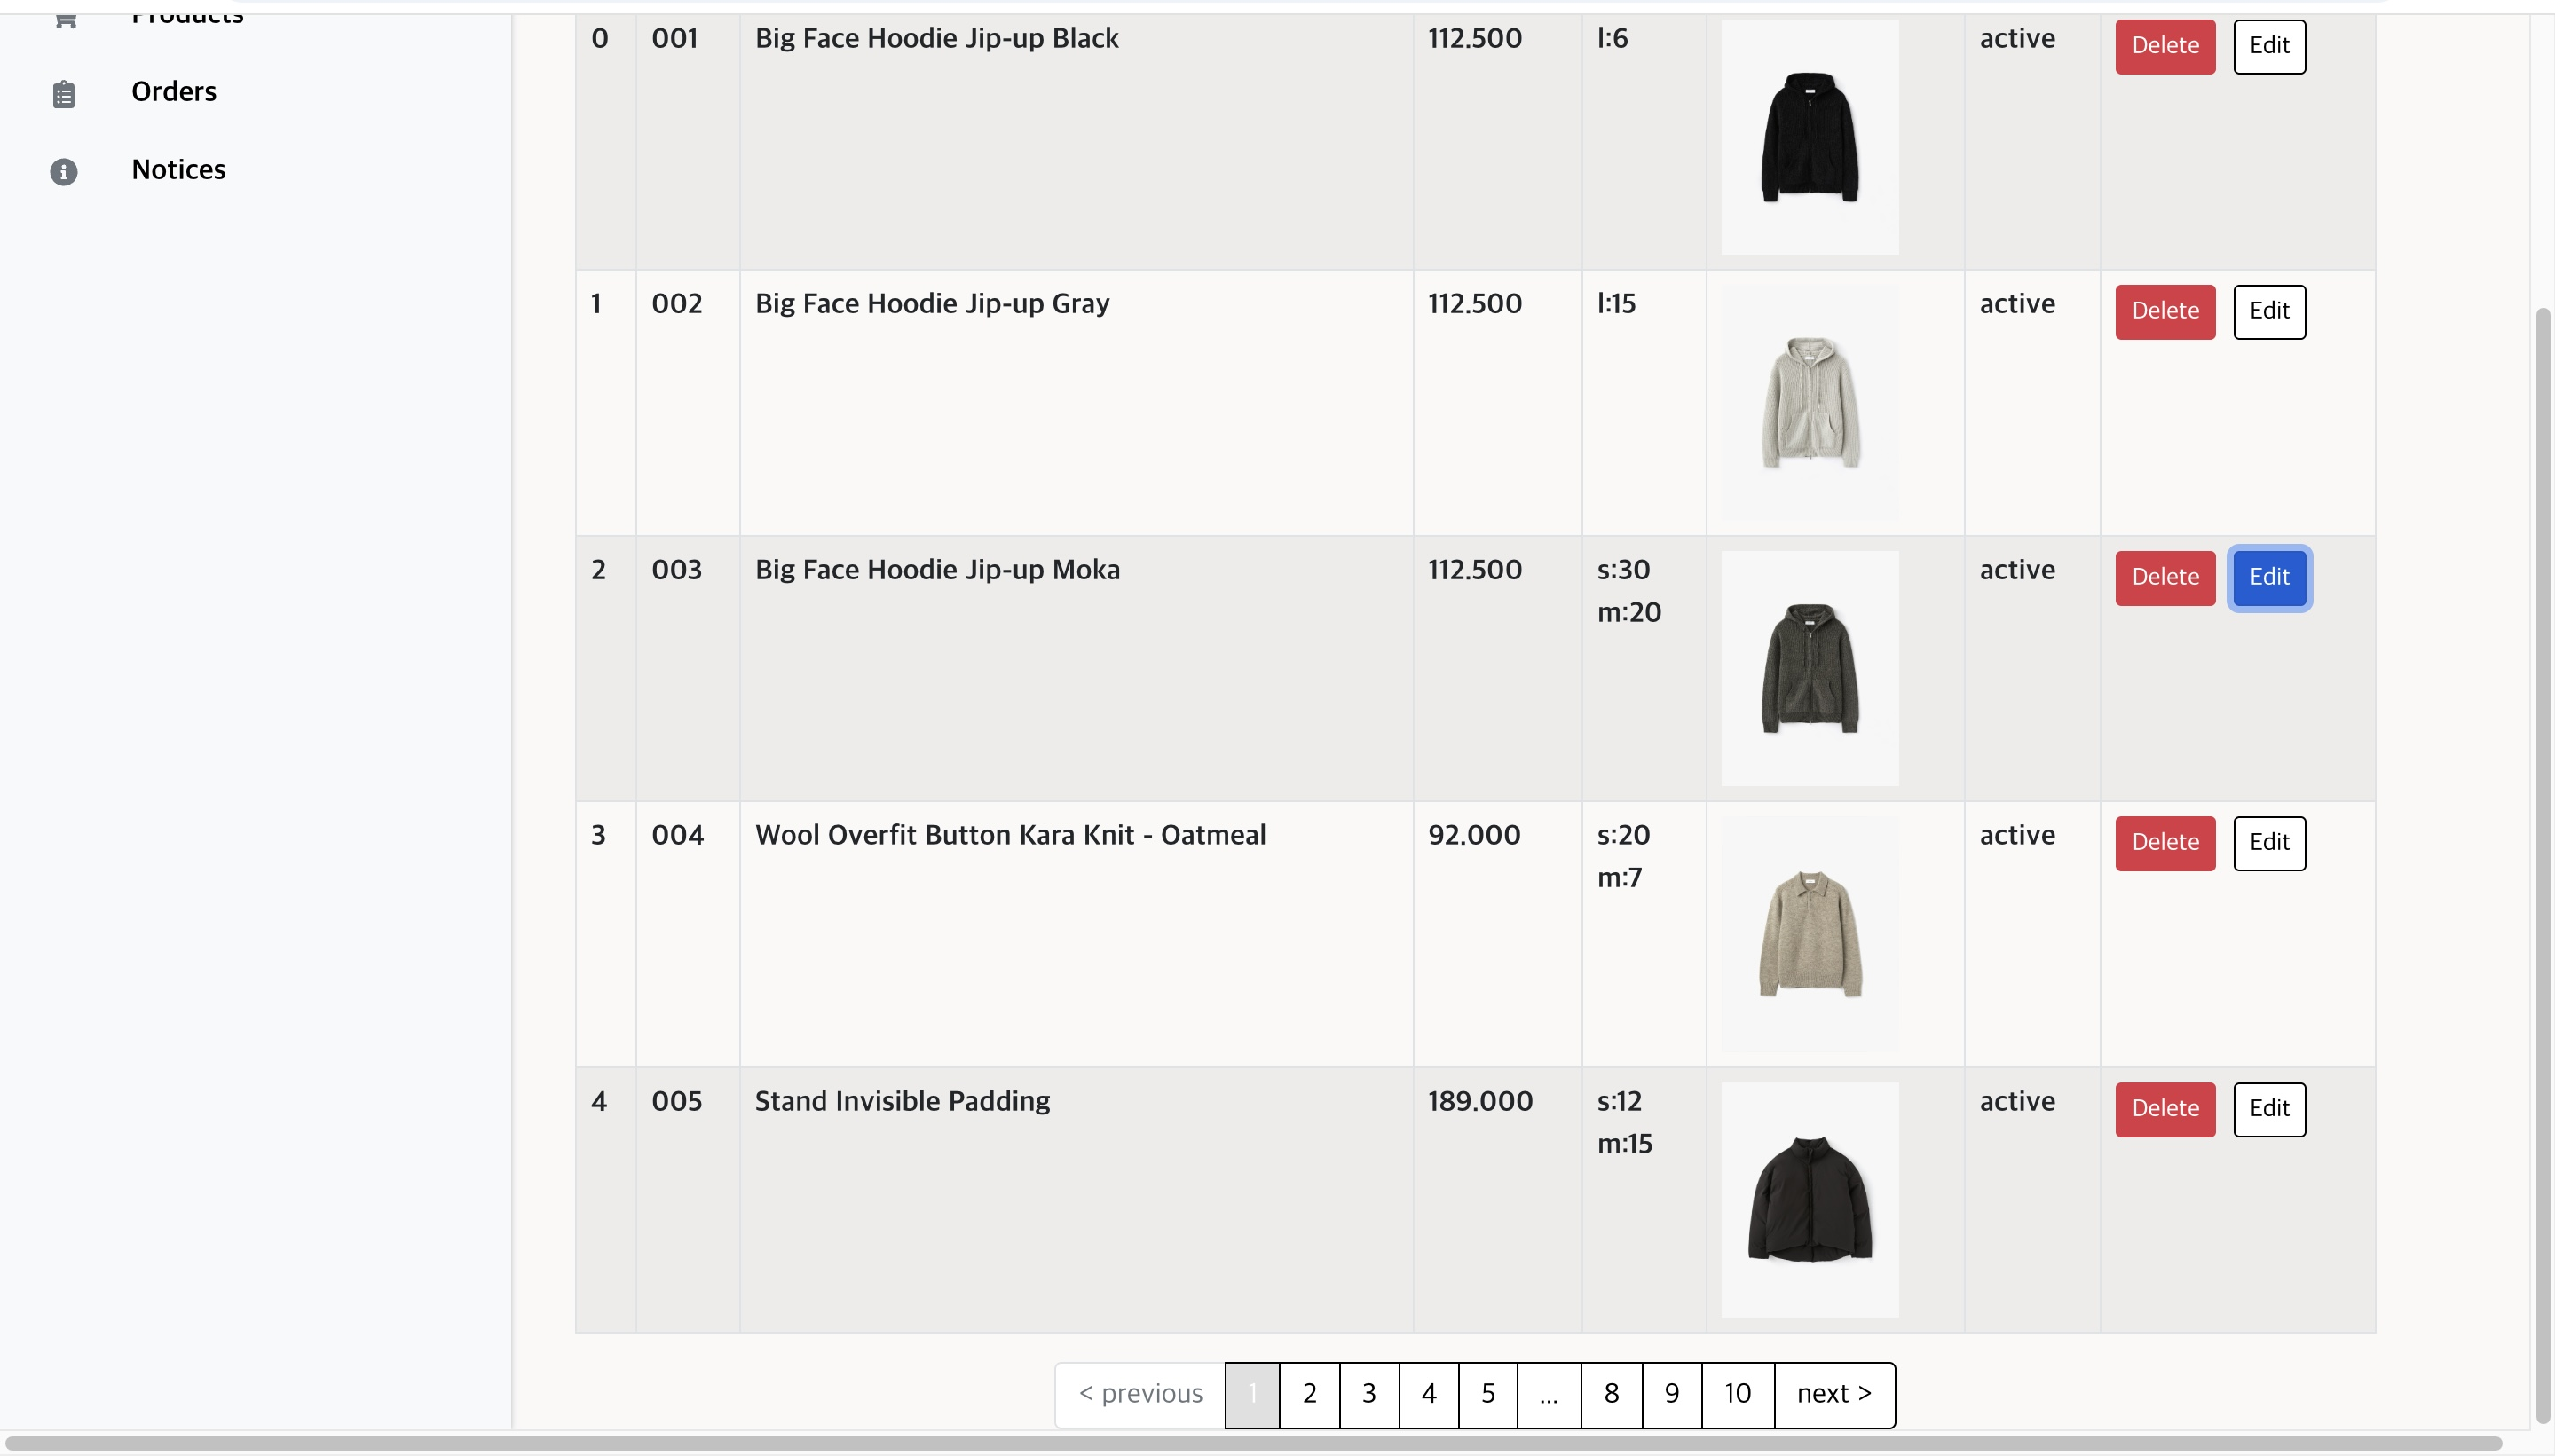 Products
Orders
Notices
0 001 Big Face Hoodie Jip-up Black 112.500 l:6 active Delete Edit
1 002 Big Face Hoodie Jip-up Gray 112.500 l:15 active Delete Edit
2 003 Big Face Hoodie Jip-up Moka 112.500 s:30 active Delete Edit
m:20
3 004 Wool Overfit Button Kara Knit - Oatmeal 92.000 s:20 active Delete Edit
m:7
4 005 Stand Invisible Padding 189.000 s:12 active Delete Edit
m:15
< previous 1 2 3 4 5 ... 8 9 10 next >